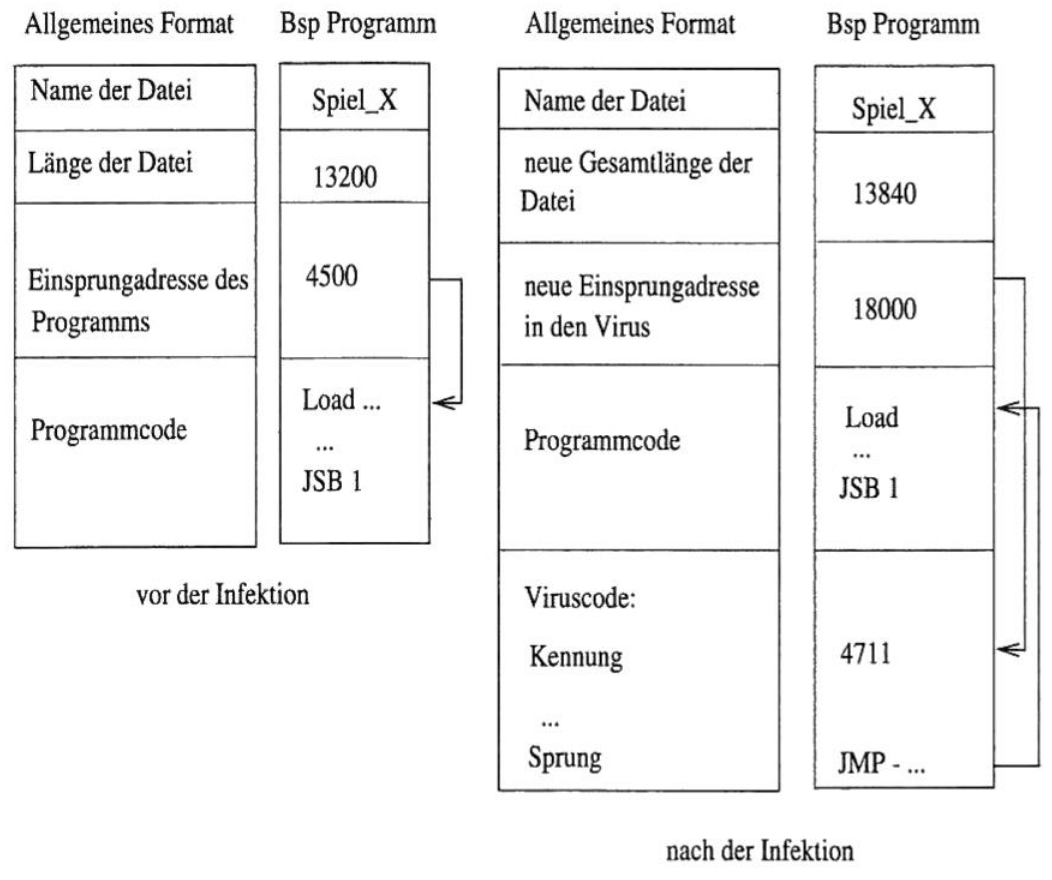 Allgemeines Format
Bsp Programm
Name der Datei
Spiel_X
Länge der Datei
13200
Einsprungadresse des
Programms
4500
Programmcode
Load ...
...
JSB 1
vor der Infektion
Allgemeines Format
Bsp Programm
Name der Datei
Spiel_X
neue Gesamtlänge der
Datei
13840
neue Einsprungadresse
in den Virus
18000
Programmcode
Load
...
JSB 1
Viruscode:
Kennung
4711
...
Sprung
JMP - ...
nach der Infektion